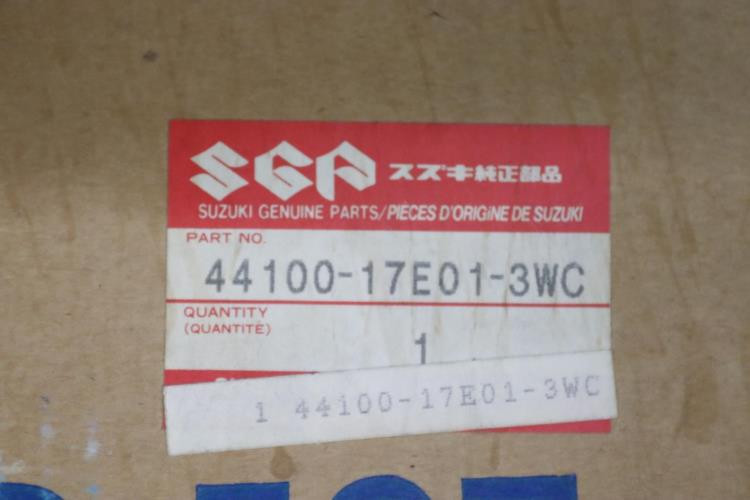 SGP スズキ純正部品
SUZUKI GENUINE PARTS/PIÈCES D'ORIGINE DE SUZUKI
PART NO.
44100-17E01-3WC
QUANTITY
(QUANTITÉ)
1
1 44100-17E01-3WC